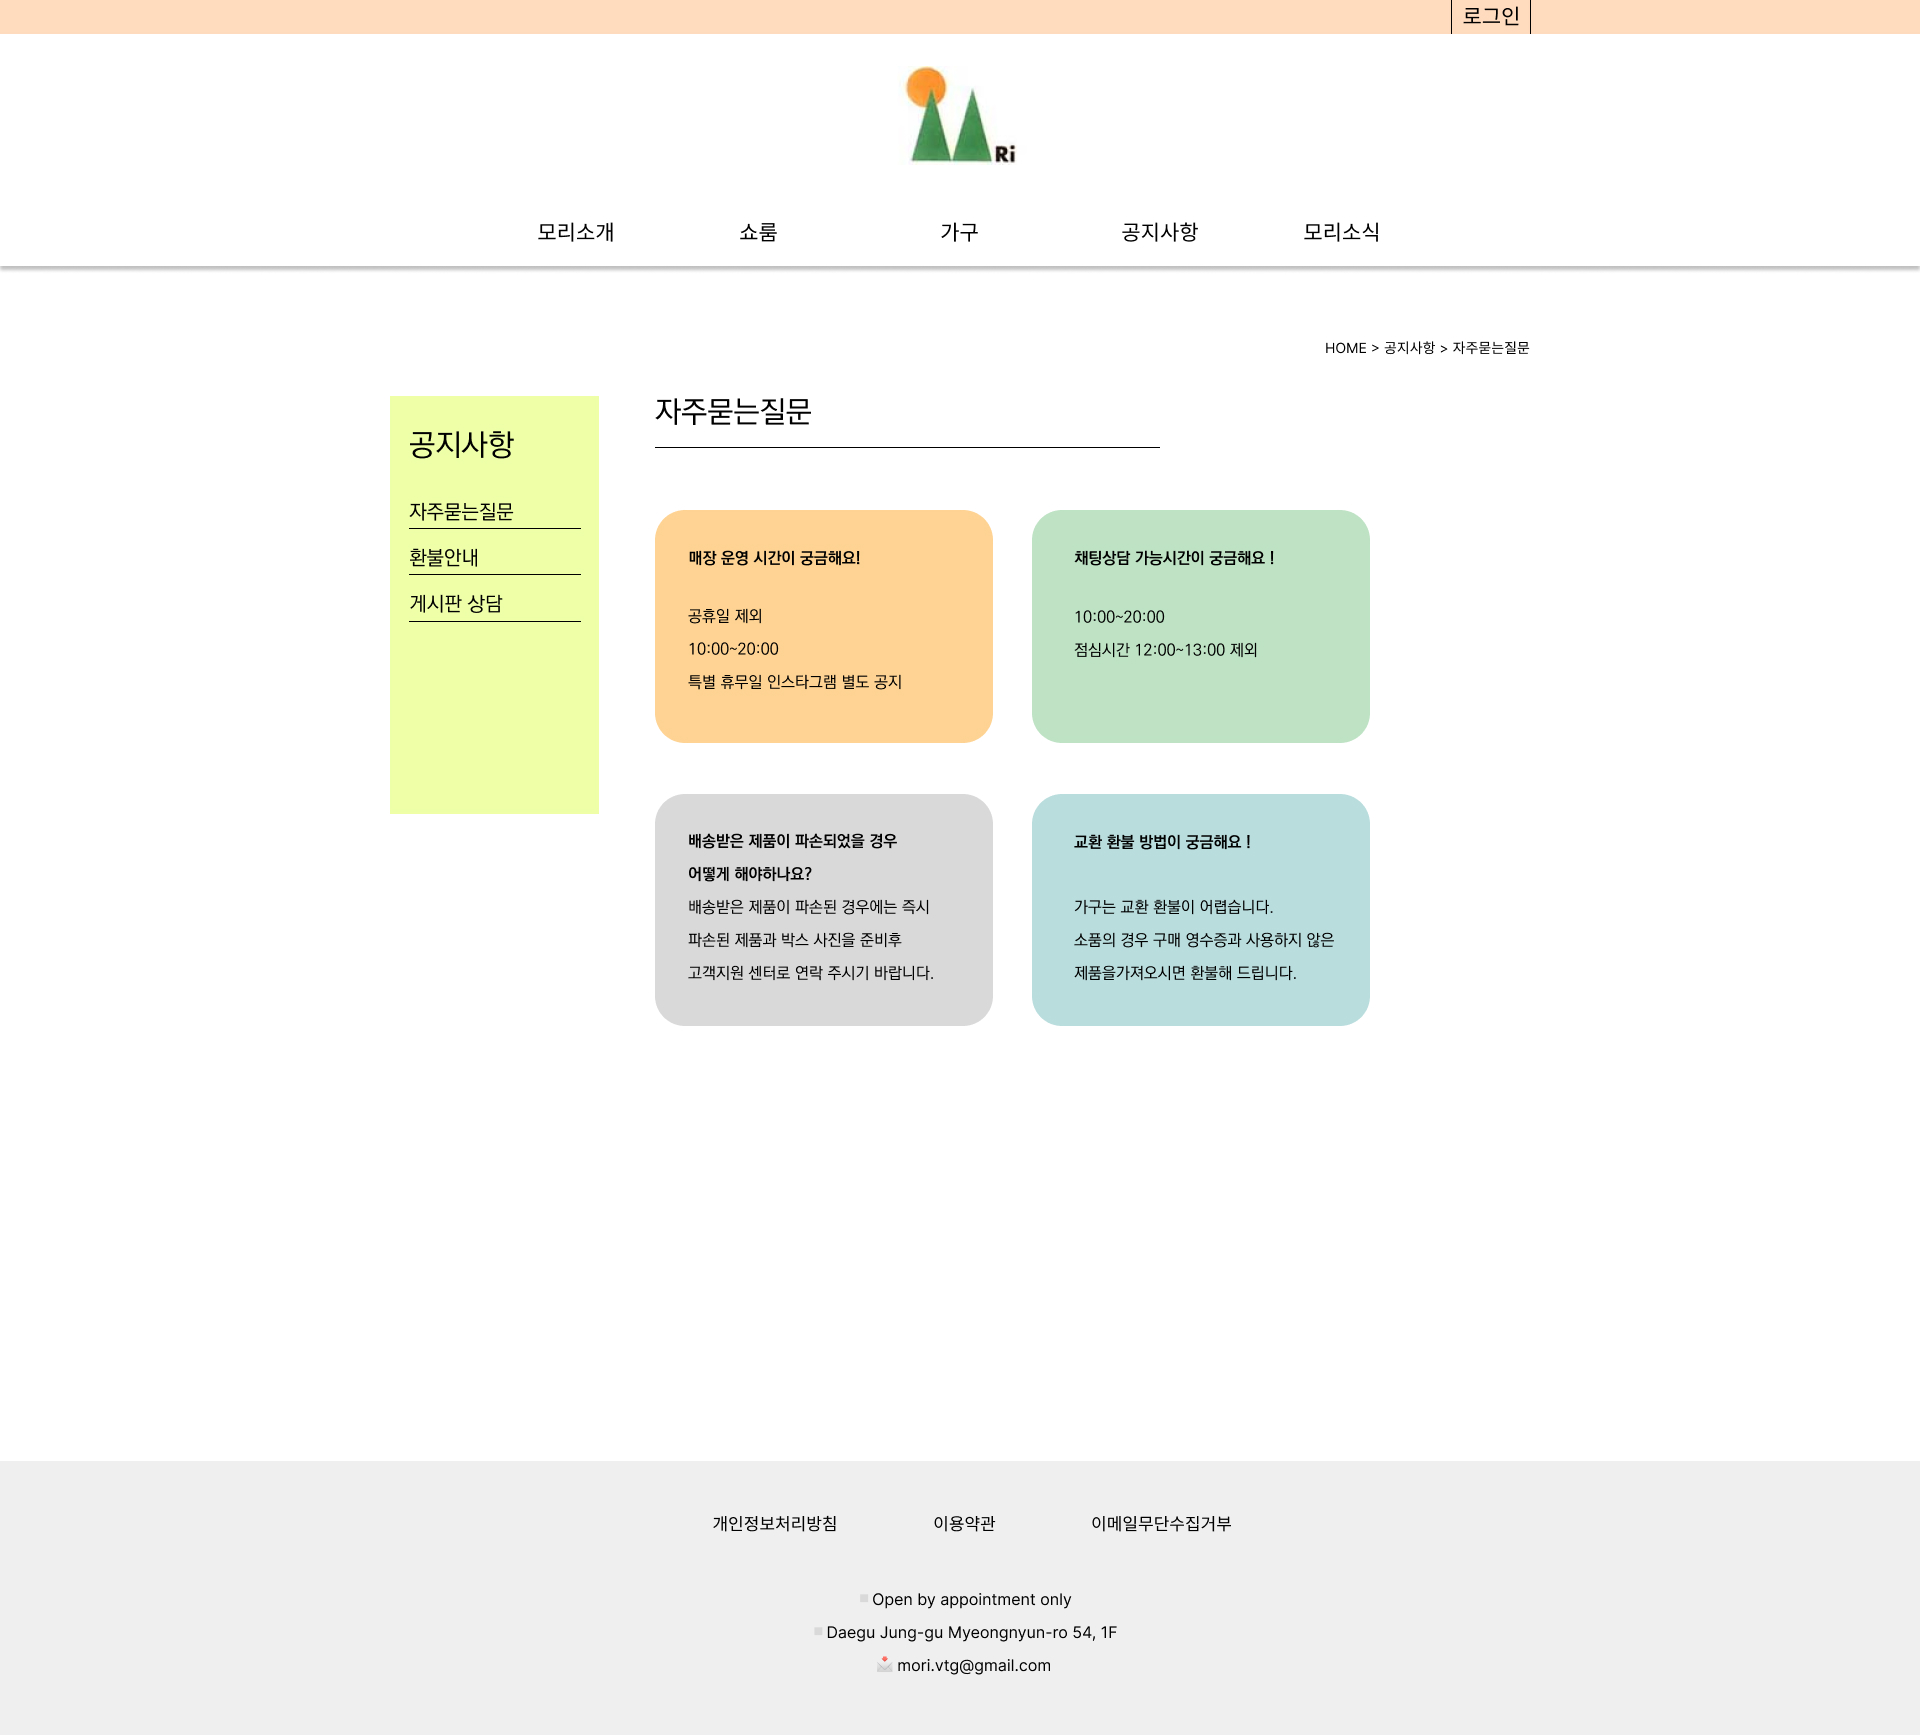 로그인
Ri
모리소개
쇼룸
가구
공지사항
모리소식
HOME > 공지사항 > 자주묻는질문
공지사항
자주묻는질문
환불안내
게시판 상담
자주묻는질문
매장 운영 시간이 궁금해요!
공휴일 제외
10:00~20:00
특별 휴무일 인스타그램 별도 공지
채팅상담 가능시간이 궁금해요 !
10:00~20:00
점심시간 12:00~13:00 제외
배송받은 제품이 파손되었을 경우
어떻게 해야하나요?
배송받은 제품이 파손된 경우에는 즉시
파손된 제품과 박스 사진을 준비후
고객지원 센터로 연락 주시기 바랍니다.
교환 환불 방법이 궁금해요 !
가구는 교환 환불이 어렵습니다.
소품의 경우 구매 영수증과 사용하지 않은
제품을가져오시면 환불해 드립니다.
개인정보처리방침
이용약관
이메일무단수집거부
Open by appointment only
Daegu Jung-gu Myeongnyun-ro 54, 1F
mori.vtg@gmail.com